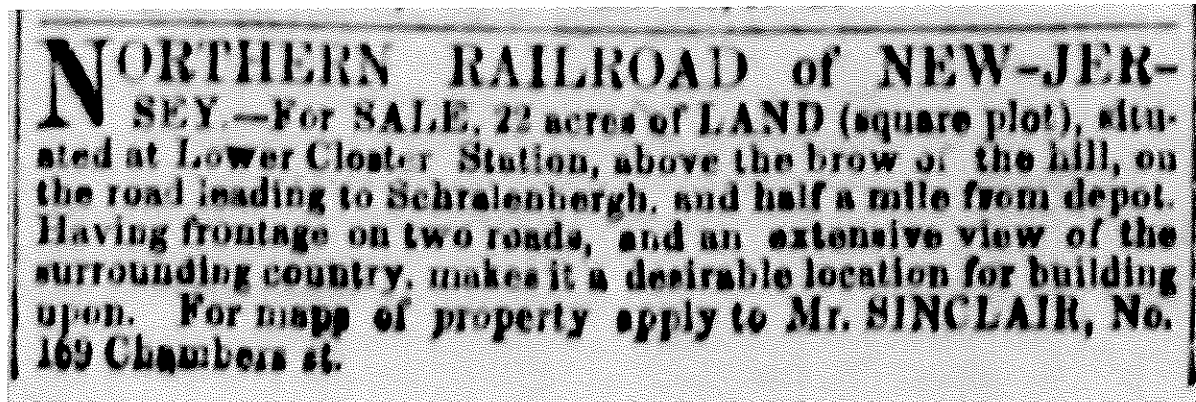 NORTHERN RAILROAD of NEW-JER-
SEY.—For SALE, 22 acres of LAND (square plot), situ-
ated at Lower Closter Station, above the brow of the hill, on
the road leading to Schralenbergh, and half a mile from depot.
Having frontage on two roads, and an extensive view of the
surrounding country, makes it a desirable location for building
upon. For maps of property apply to Mr. SINCLAIR, No.
169 Chambers st.